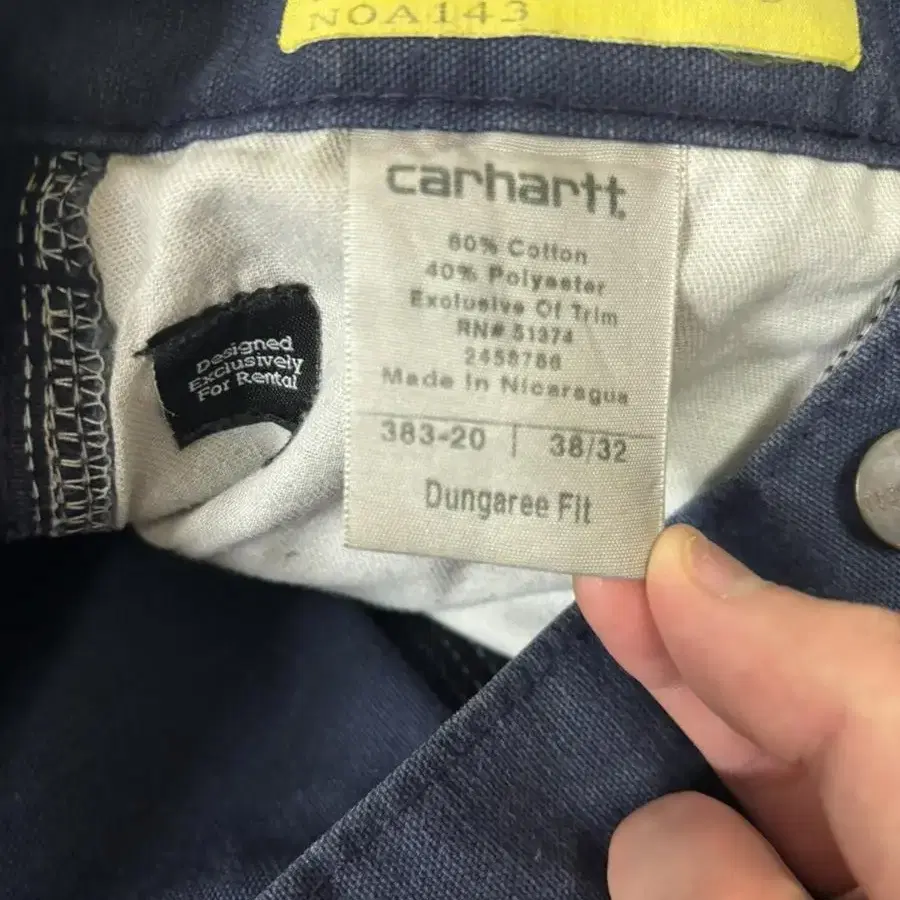 NOA143
carhartt
60% Cotton
40% Polyester
Exclusive Of Trim
RN# 51374
2458786
Made In Nicaragua
383-20 | 38/32
Dungaree Fit
Designed
Exclusively
For Rental